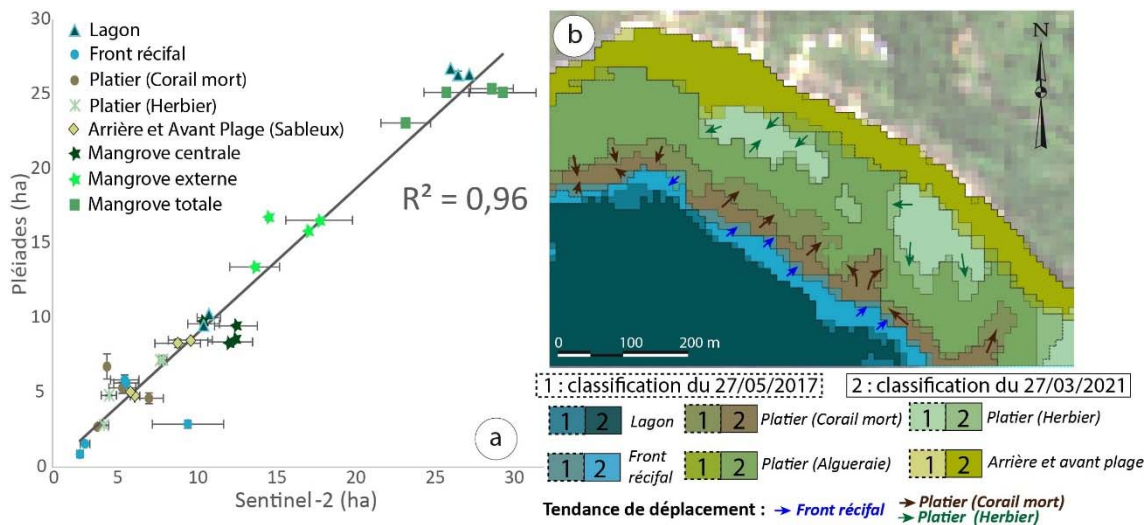 a
30
25
20
15
10
5
0
Pléiades (ha)
Lagon
Front récifal
Platier (Corail mort)
Platier (Herbier)
Arrière et Avant Plage (Sableux)
Mangrove centrale
Mangrove externe
Mangrove totale
R² = 0,96
0 5 10 15 20 25 30
Sentinel-2 (ha)
b
N
0 100 200 m
1 : classification du 27/05/2017
2 : classification du 27/03/2021
1 2 Lagon
1 2 Platier (Corail mort)
1 2 Platier (Herbier)
1 2 Front récifal
1 2 Platier (Algueraie)
1 2 Arrière et avant plage
Tendance de déplacement :
Front récifal
Platier (Corail mort)
Platier (Herbier)